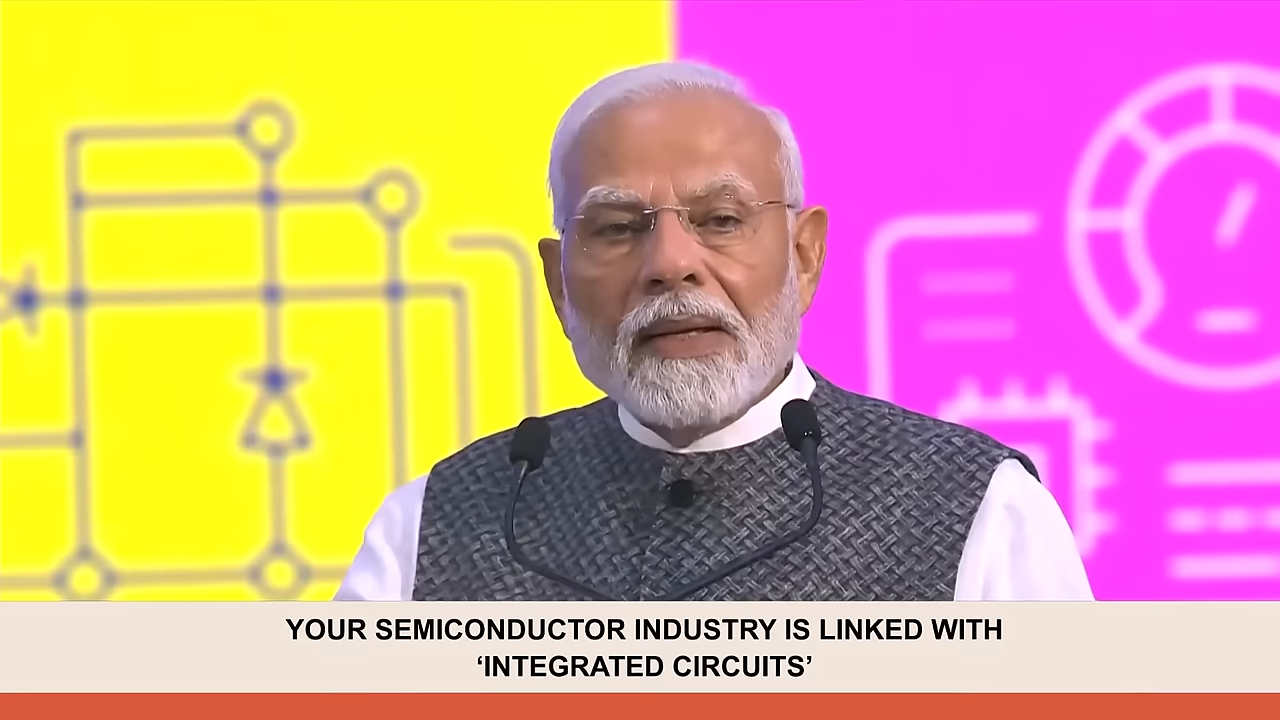 YOUR SEMICONDUCTOR INDUSTRY IS LINKED WITH
‘INTEGRATED CIRCUITS’